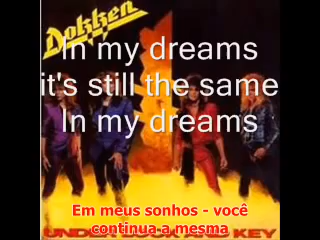 Dokken
In my dreams
it's still the same
In my dreams
Em meus sonhos - você
continua a mesma
UNDER LOCK AND KEY